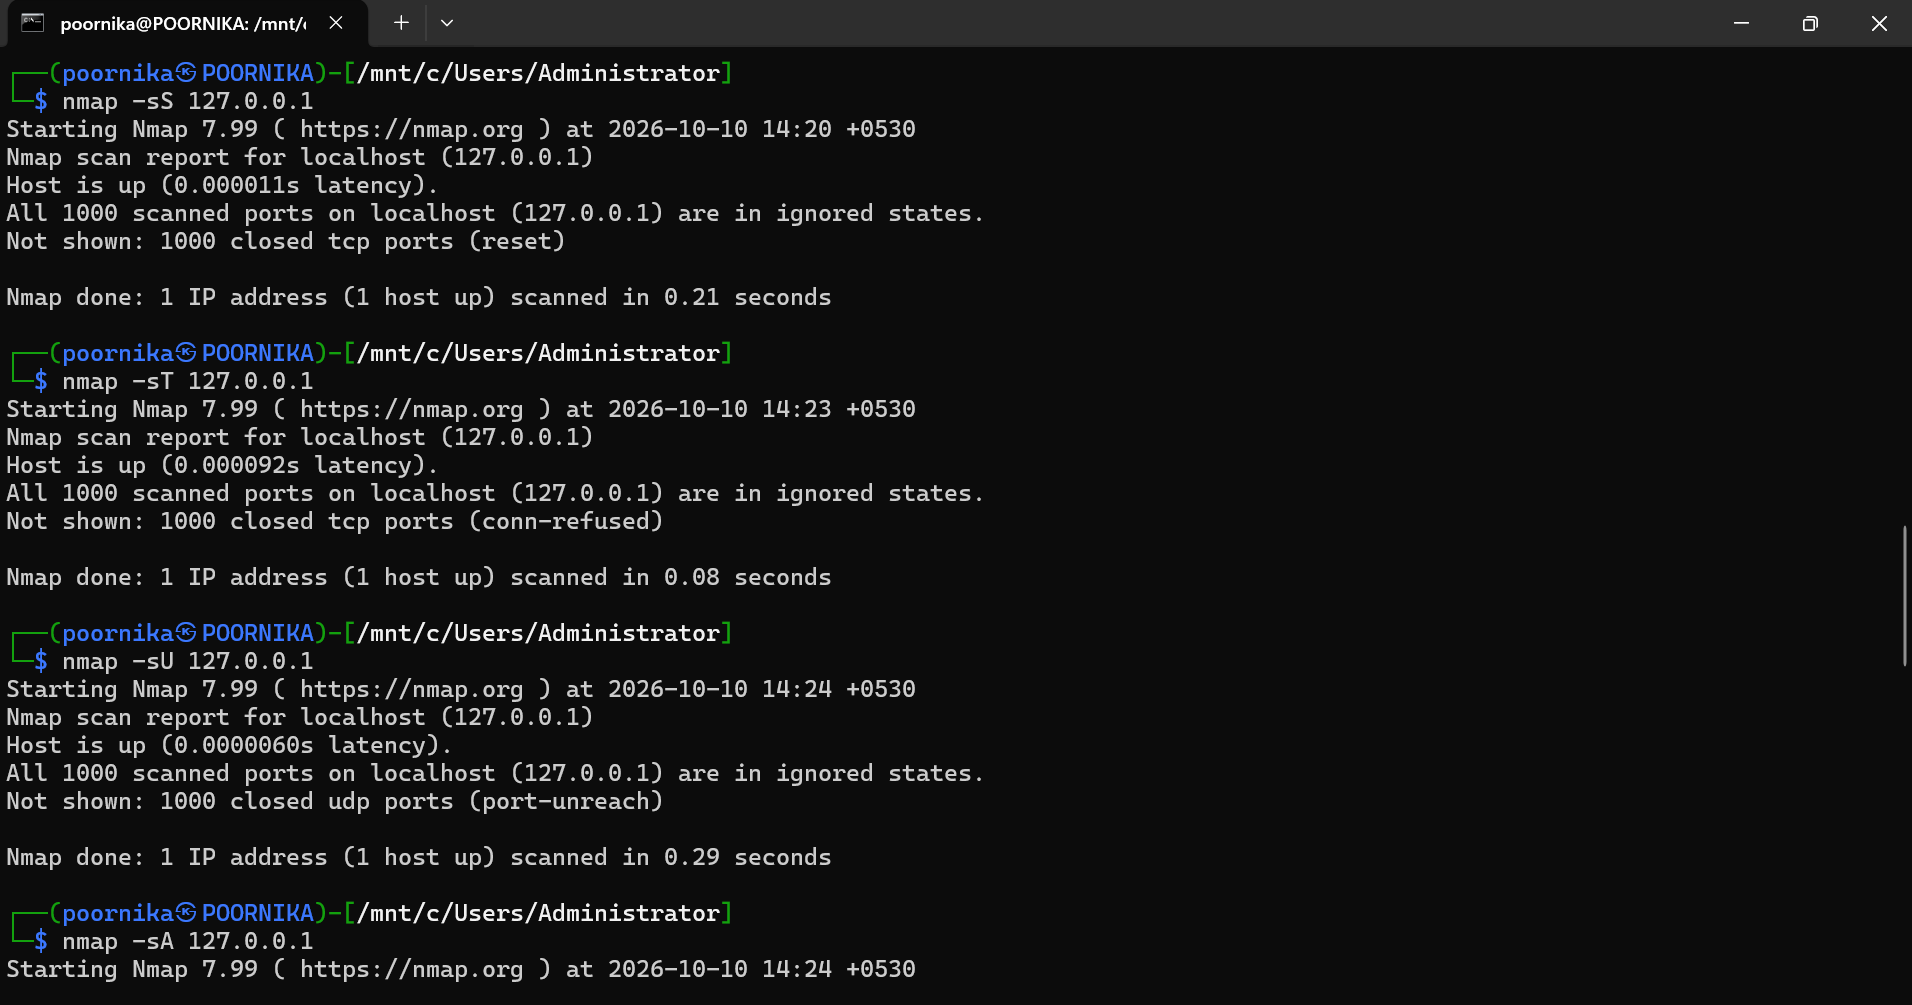 poornika@POORNIKA: /mnt/
┌──(poornika㉿POORNIKA)-[/mnt/c/Users/Administrator]
└─$ nmap -sS 127.0.0.1
Starting Nmap 7.99 ( https://nmap.org ) at 2026-10-10 14:20 +0530
Nmap scan report for localhost (127.0.0.1)
Host is up (0.000011s latency).
All 1000 scanned ports on localhost (127.0.0.1) are in ignored states.
Not shown: 1000 closed tcp ports (reset)

Nmap done: 1 IP address (1 host up) scanned in 0.21 seconds

┌──(poornika㉿POORNIKA)-[/mnt/c/Users/Administrator]
└─$ nmap -sT 127.0.0.1
Starting Nmap 7.99 ( https://nmap.org ) at 2026-10-10 14:23 +0530
Nmap scan report for localhost (127.0.0.1)
Host is up (0.000092s latency).
All 1000 scanned ports on localhost (127.0.0.1) are in ignored states.
Not shown: 1000 closed tcp ports (conn-refused)

Nmap done: 1 IP address (1 host up) scanned in 0.08 seconds

┌──(poornika㉿POORNIKA)-[/mnt/c/Users/Administrator]
└─$ nmap -sU 127.0.0.1
Starting Nmap 7.99 ( https://nmap.org ) at 2026-10-10 14:24 +0530
Nmap scan report for localhost (127.0.0.1)
Host is up (0.0000060s latency).
All 1000 scanned ports on localhost (127.0.0.1) are in ignored states.
Not shown: 1000 closed udp ports (port-unreach)

Nmap done: 1 IP address (1 host up) scanned in 0.29 seconds

┌──(poornika㉿POORNIKA)-[/mnt/c/Users/Administrator]
└─$ nmap -sA 127.0.0.1
Starting Nmap 7.99 ( https://nmap.org ) at 2026-10-10 14:24 +0530